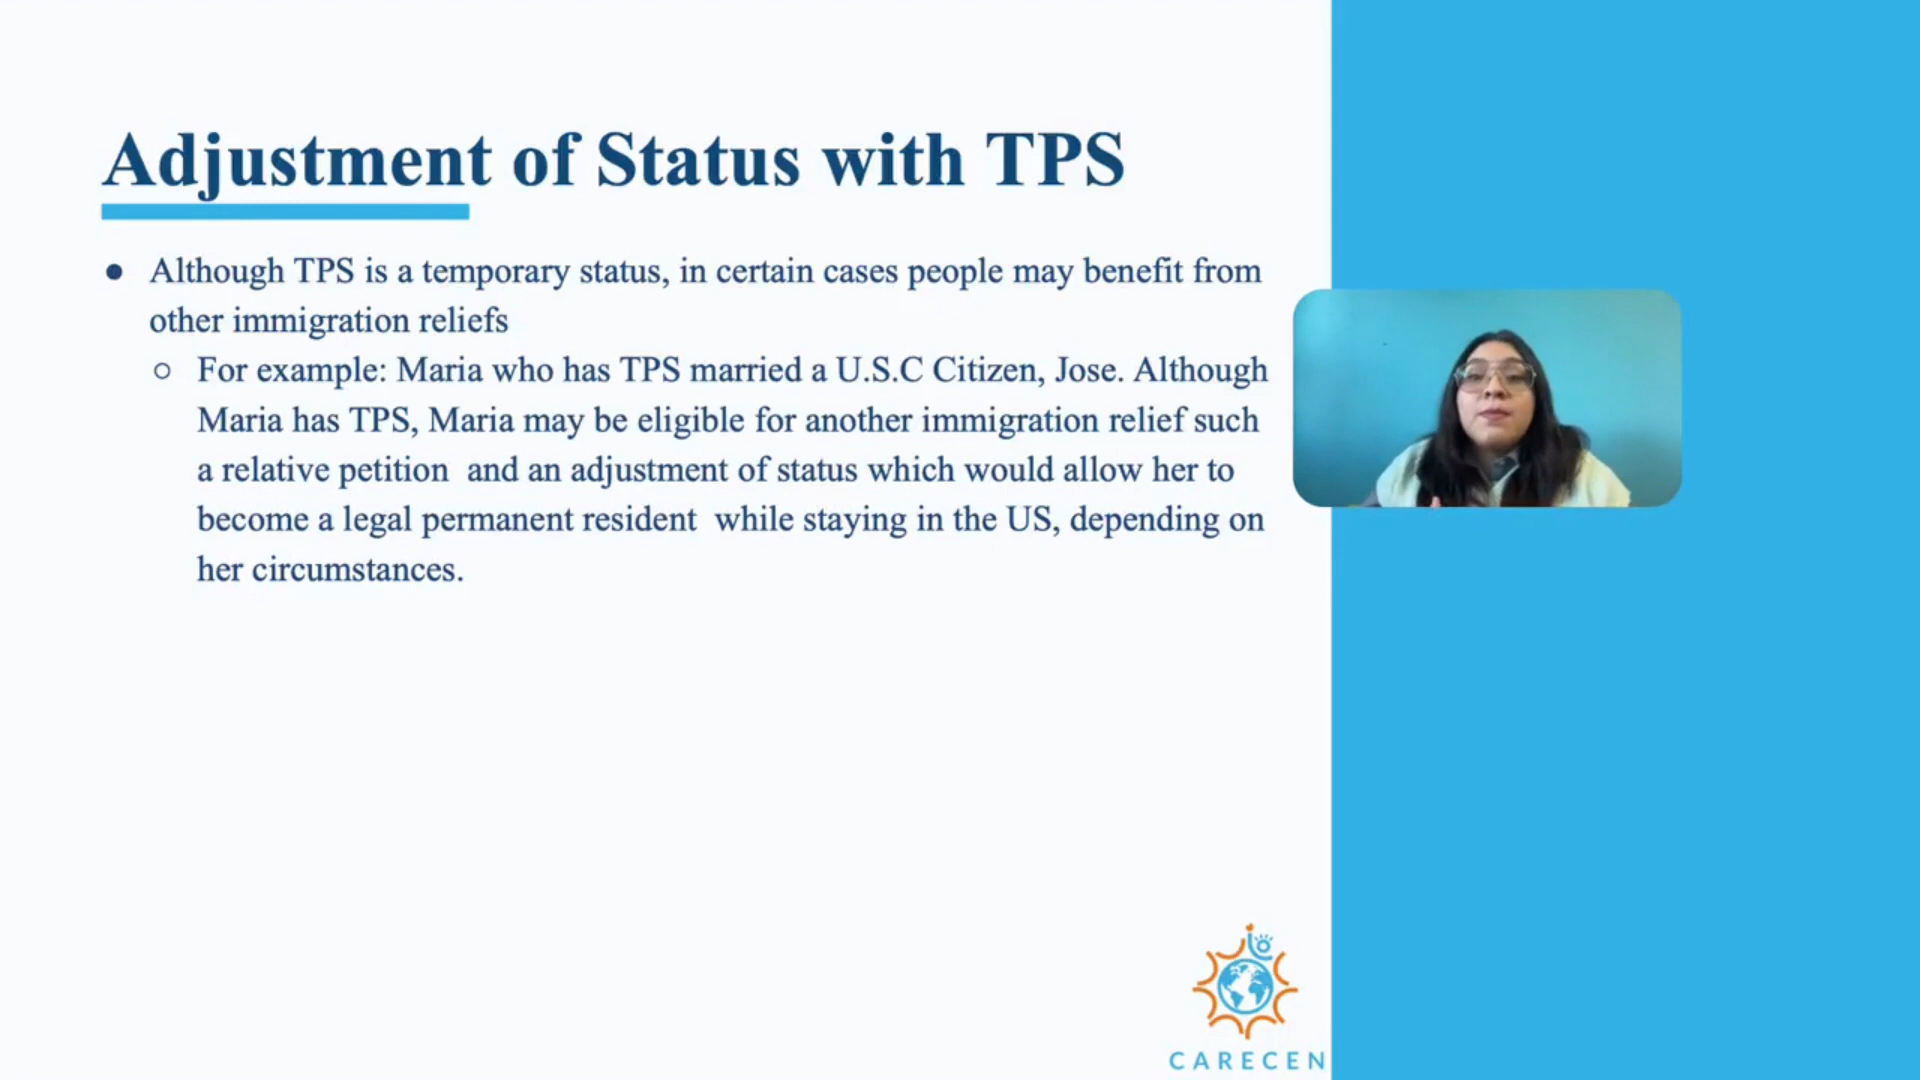 Adjustment of Status with TPS
● Although TPS is a temporary status, in certain cases people may benefit from
other immigration reliefs
○ For example: Maria who has TPS married a U.S.C Citizen, Jose. Although
Maria has TPS, Maria may be eligible for another immigration relief such
a relative petition and an adjustment of status which would allow her to
become a legal permanent resident while staying in the US, depending on
her circumstances.
CARECEN